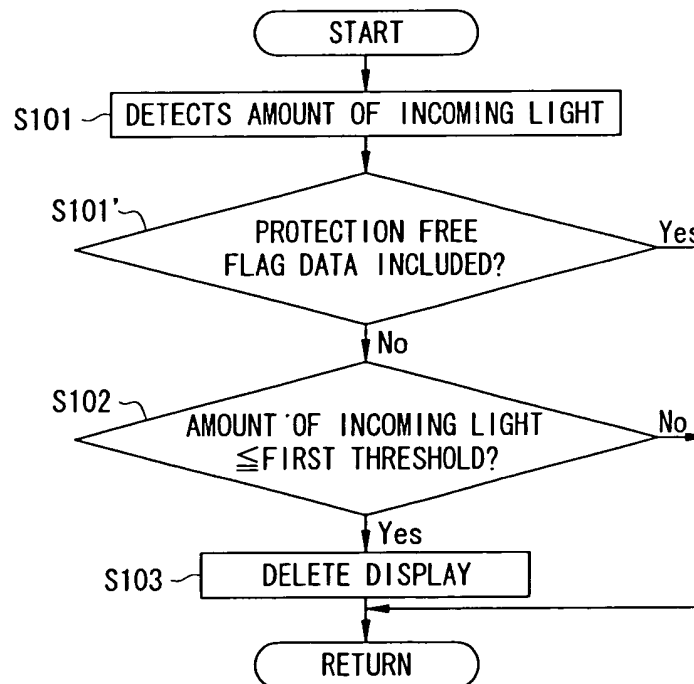 START
S101 DETECTS AMOUNT OF INCOMING LIGHT
S101'
PROTECTION FREE
FLAG DATA INCLUDED?
Yes
No
S102
AMOUNT OF INCOMING LIGHT
≦FIRST THRESHOLD?
No
Yes
S103 DELETE DISPLAY
RETURN